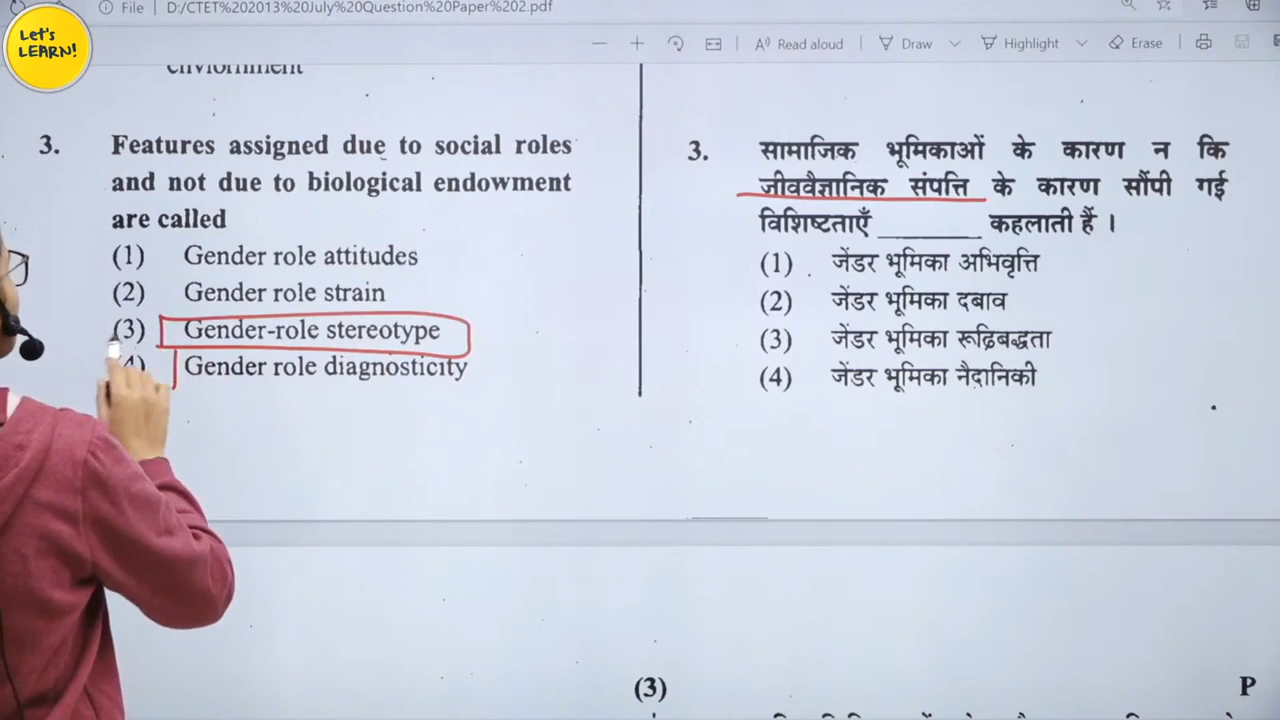 Let's
LEARN!
File | D:/CTET%202013%20July%20Question%20Paper%202.pdf
Read aloud
Draw
Highlight
Erase
3. Features assigned due to social roles
and not due to biological endowment
are called
(1) Gender role attitudes
(2) Gender role strain
(3) Gender-role stereotype
(4) Gender role diagnosticity
3. सामाजिक भूमिकाओं के कारण न कि
जीववैज्ञानिक संपत्ति के कारण सौंपी गई
विशिष्टताएँ ________ कहलाती हैं ।
(1) जेंडर भूमिका अभिवृत्ति
(2) जेंडर भूमिका दबाव
(3) जेंडर भूमिका रूढ़िबद्धता
(4) जेंडर भूमिका नैदानिकी
(3)
P